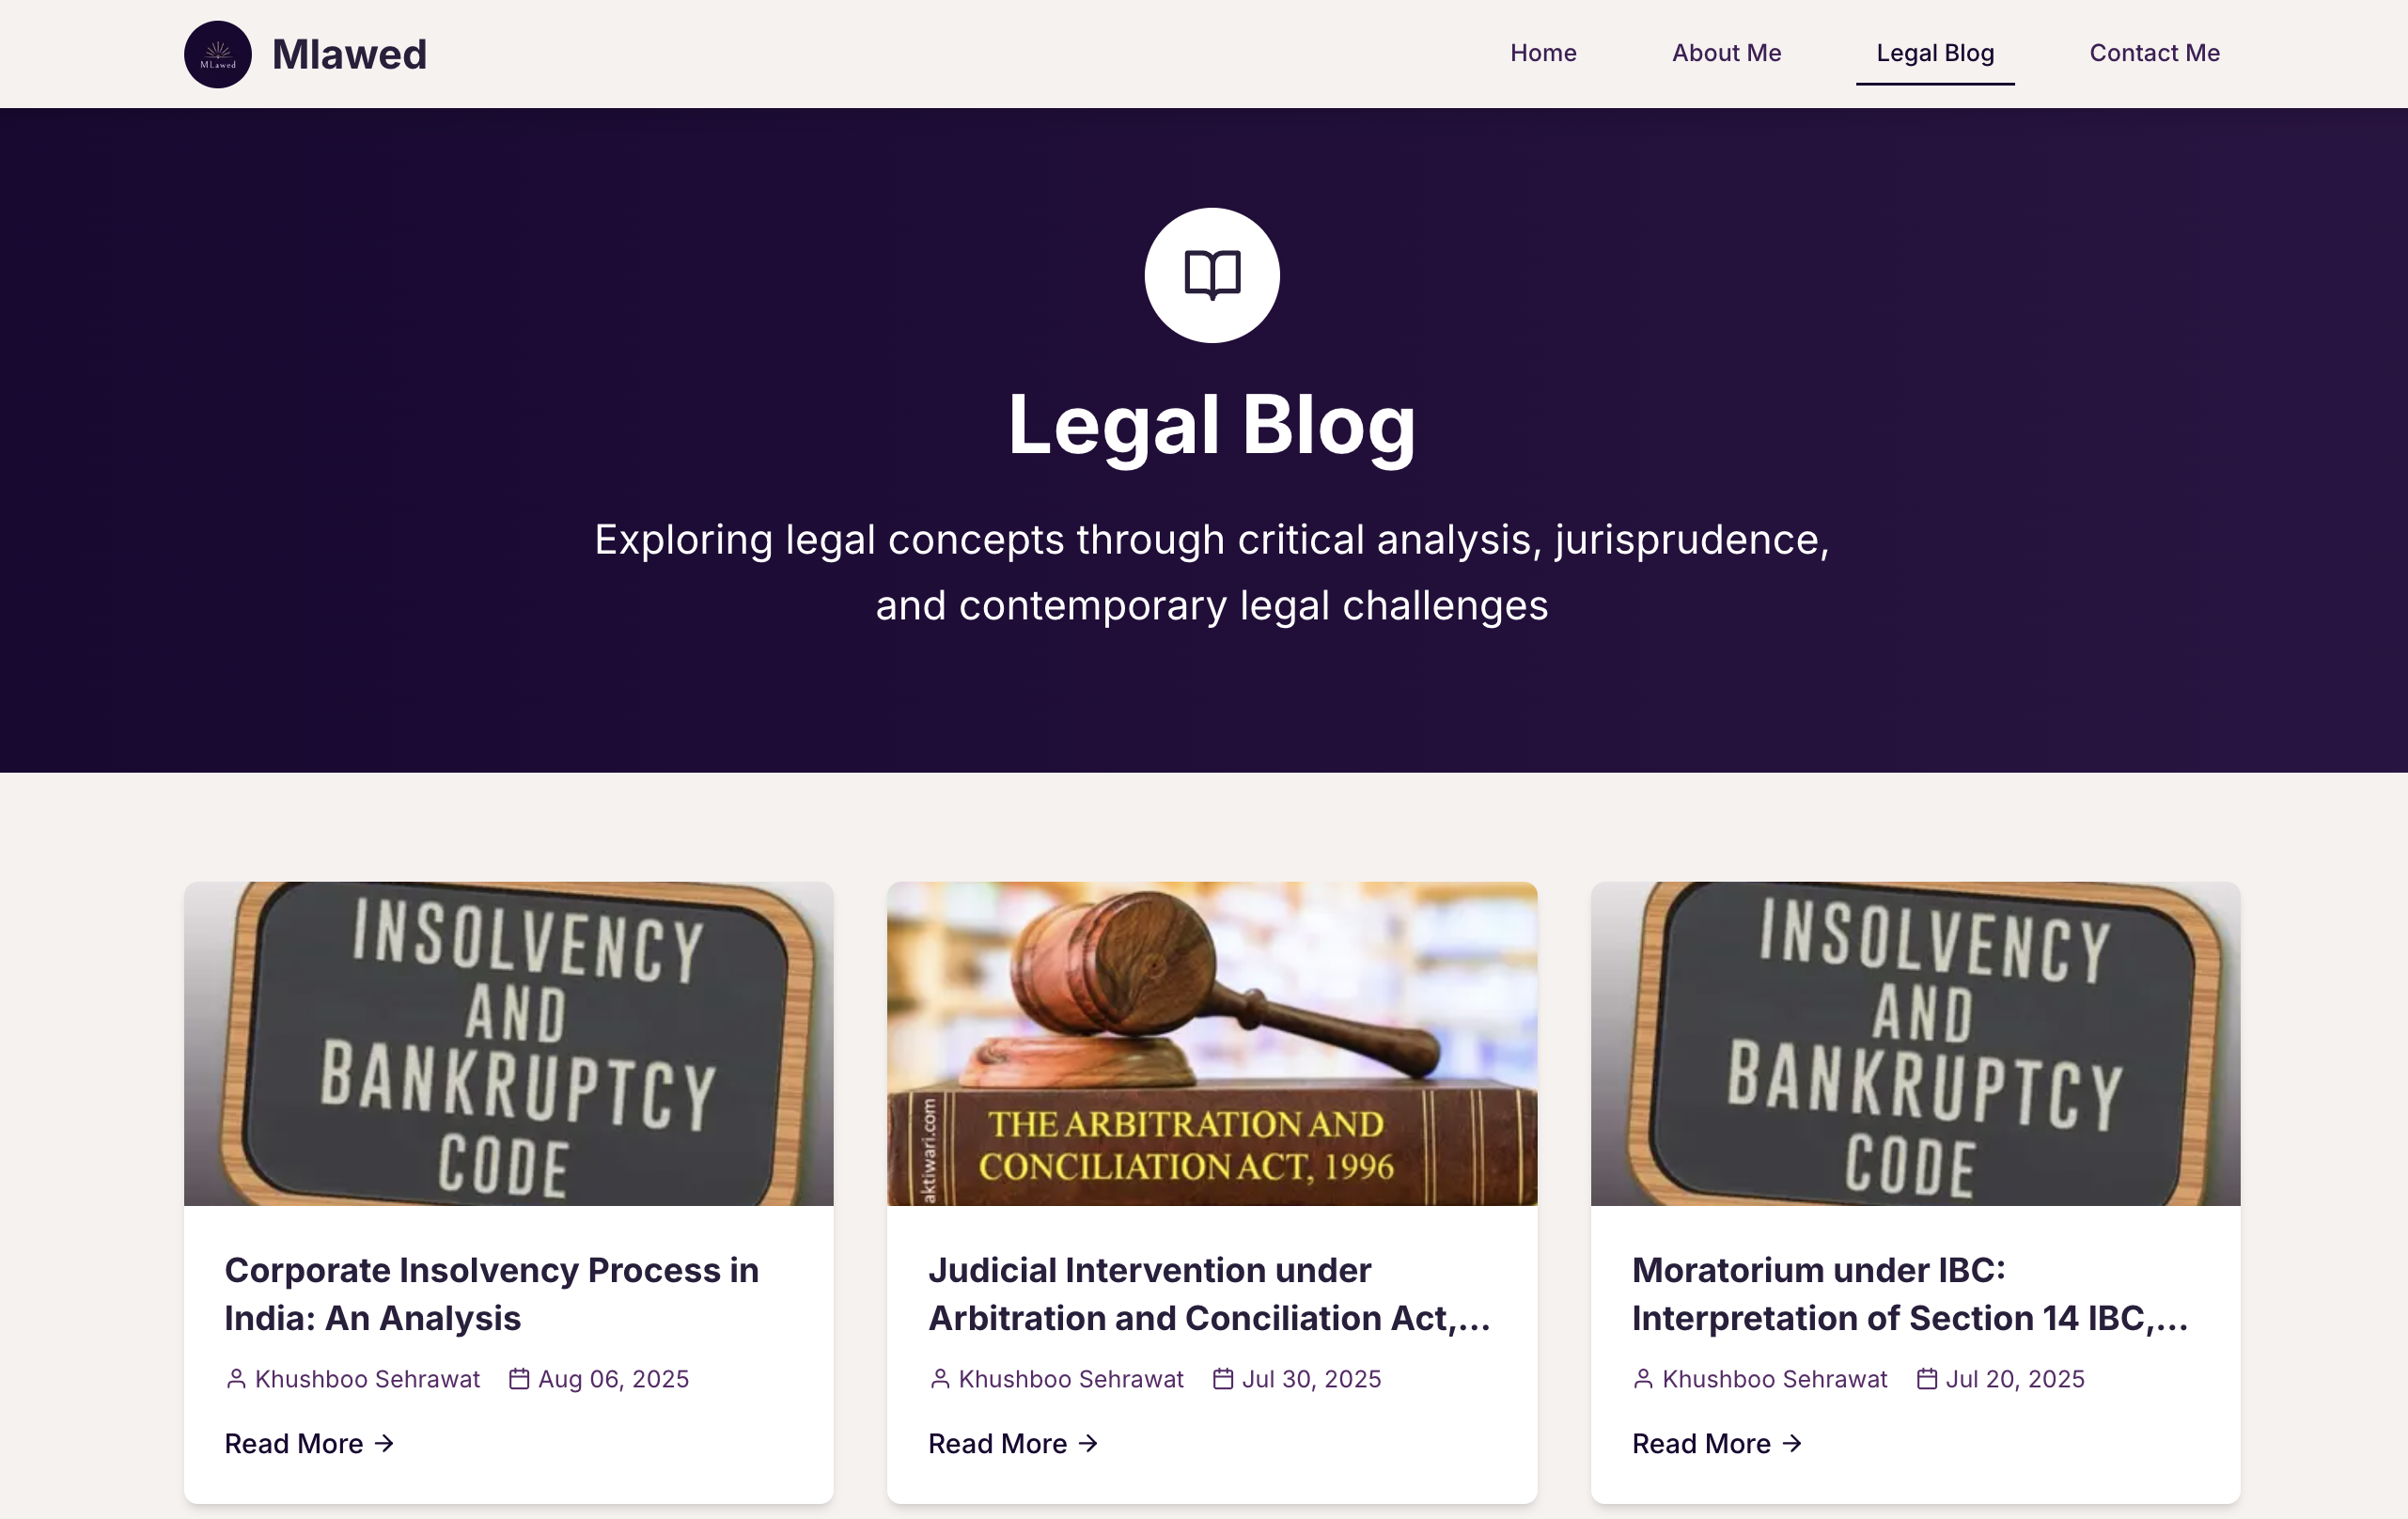 MLawed
Mlawed
Home
About Me
Legal Blog
Contact Me
Legal Blog
Exploring legal concepts through critical analysis, jurisprudence,
and contemporary legal challenges
INSOLVENCY
AND
BANKRUPTCY
CODE
aktiwari.com
THE ARBITRATION AND
CONCILIATION ACT, 1996
INSOLVENCY
AND
BANKRUPTCY
CODE
Corporate Insolvency Process in
India: An Analysis
Khushboo Sehrawat
Aug 06, 2025
Read More
Judicial Intervention under
Arbitration and Conciliation Act,...
Khushboo Sehrawat
Jul 30, 2025
Read More
Moratorium under IBC:
Interpretation of Section 14 IBC,...
Khushboo Sehrawat
Jul 20, 2025
Read More